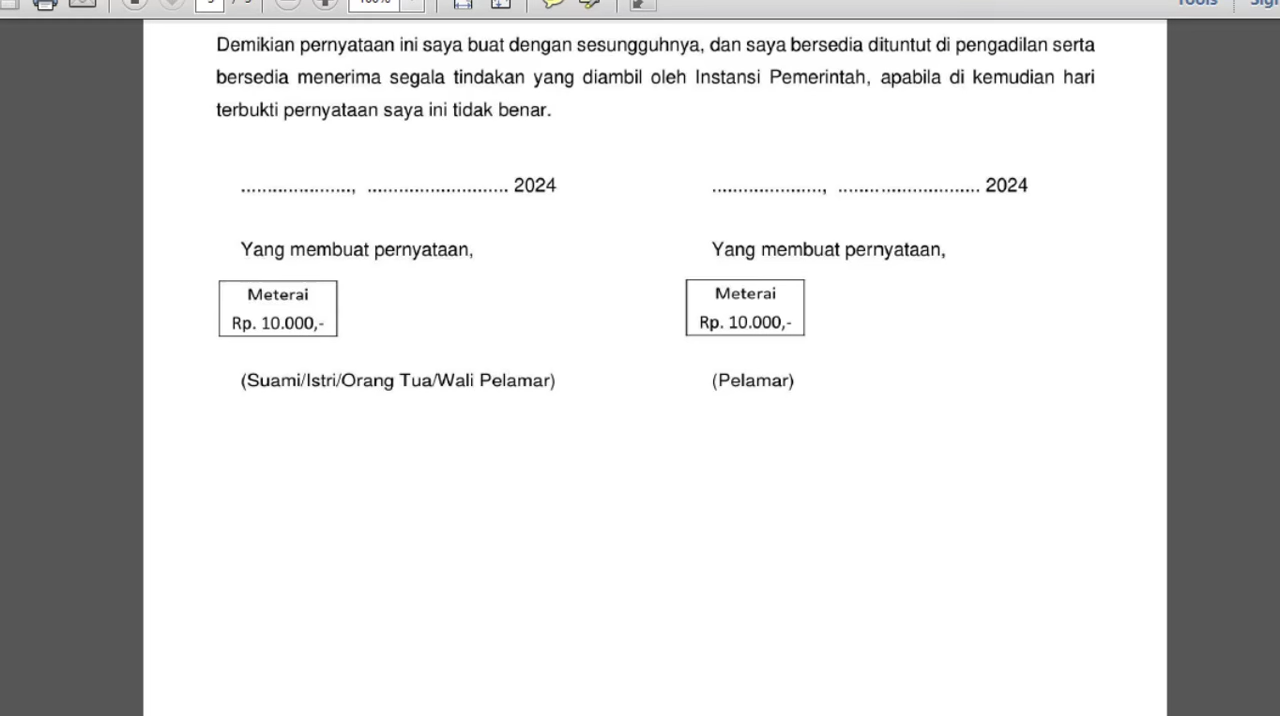 Tools
Demikian pernyataan ini saya buat dengan sesungguhnya, dan saya bersedia dituntut di pengadilan serta
bersedia menerima segala tindakan yang diambil oleh Instansi Pemerintah, apabila di kemudian hari
terbukti pernyataan saya ini tidak benar.
....................., ........................... 2024
....................., ........................... 2024
Yang membuat pernyataan,
Yang membuat pernyataan,
Meterai
Rp. 10.000,-
Meterai
Rp. 10.000,-
(Suami/Istri/Orang Tua/Wali Pelamar)
(Pelamar)